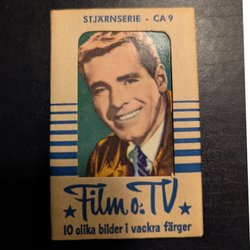 STJÄRNSERIE - CA 9
Film o. TV
10 olika bilder i vackra färger